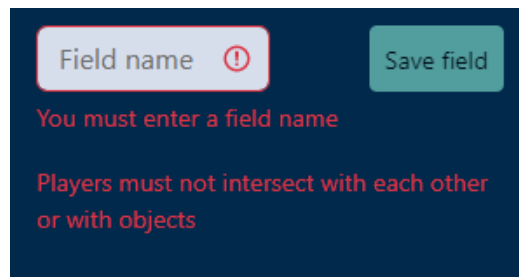 Field name
Save field
You must enter a field name
Players must not intersect with each other
or with objects